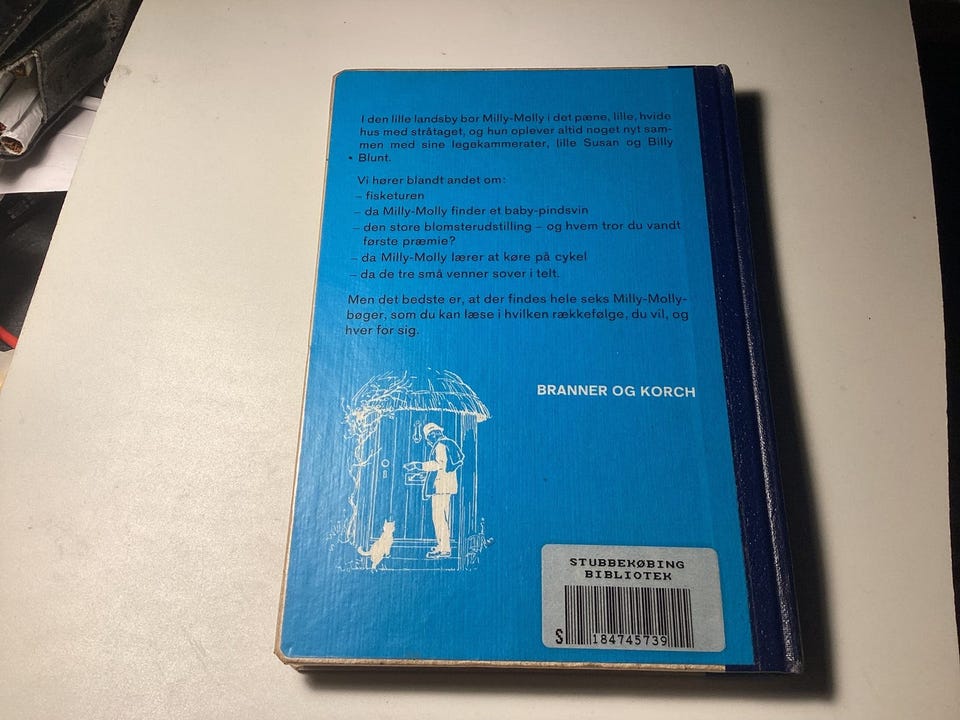 I den lille landsby bor Milly-Molly i det pæne, lille, hvide
hus med stråtaget, og hun oplever altid noget nyt sam-
men med sine legekammerater, lille Susan og Billy
Blunt.
Vi hører blandt andet om:
– fisketuren
– da Milly-Molly finder et baby-pindsvin
– den store blomsterudstilling – og hvem tror du vandt
første præmie?
– da Milly-Molly lærer at køre på cykel
– da de tre små venner sover i telt.
Men det bedste er, at der findes hele seks Milly-Molly-
bøger, som du kan læse i hvilken rækkefølge, du vil, og
hver for sig.
BRANNER OG KORCH
STUBBEKØBING
BIBLIOTEK
S 184745739